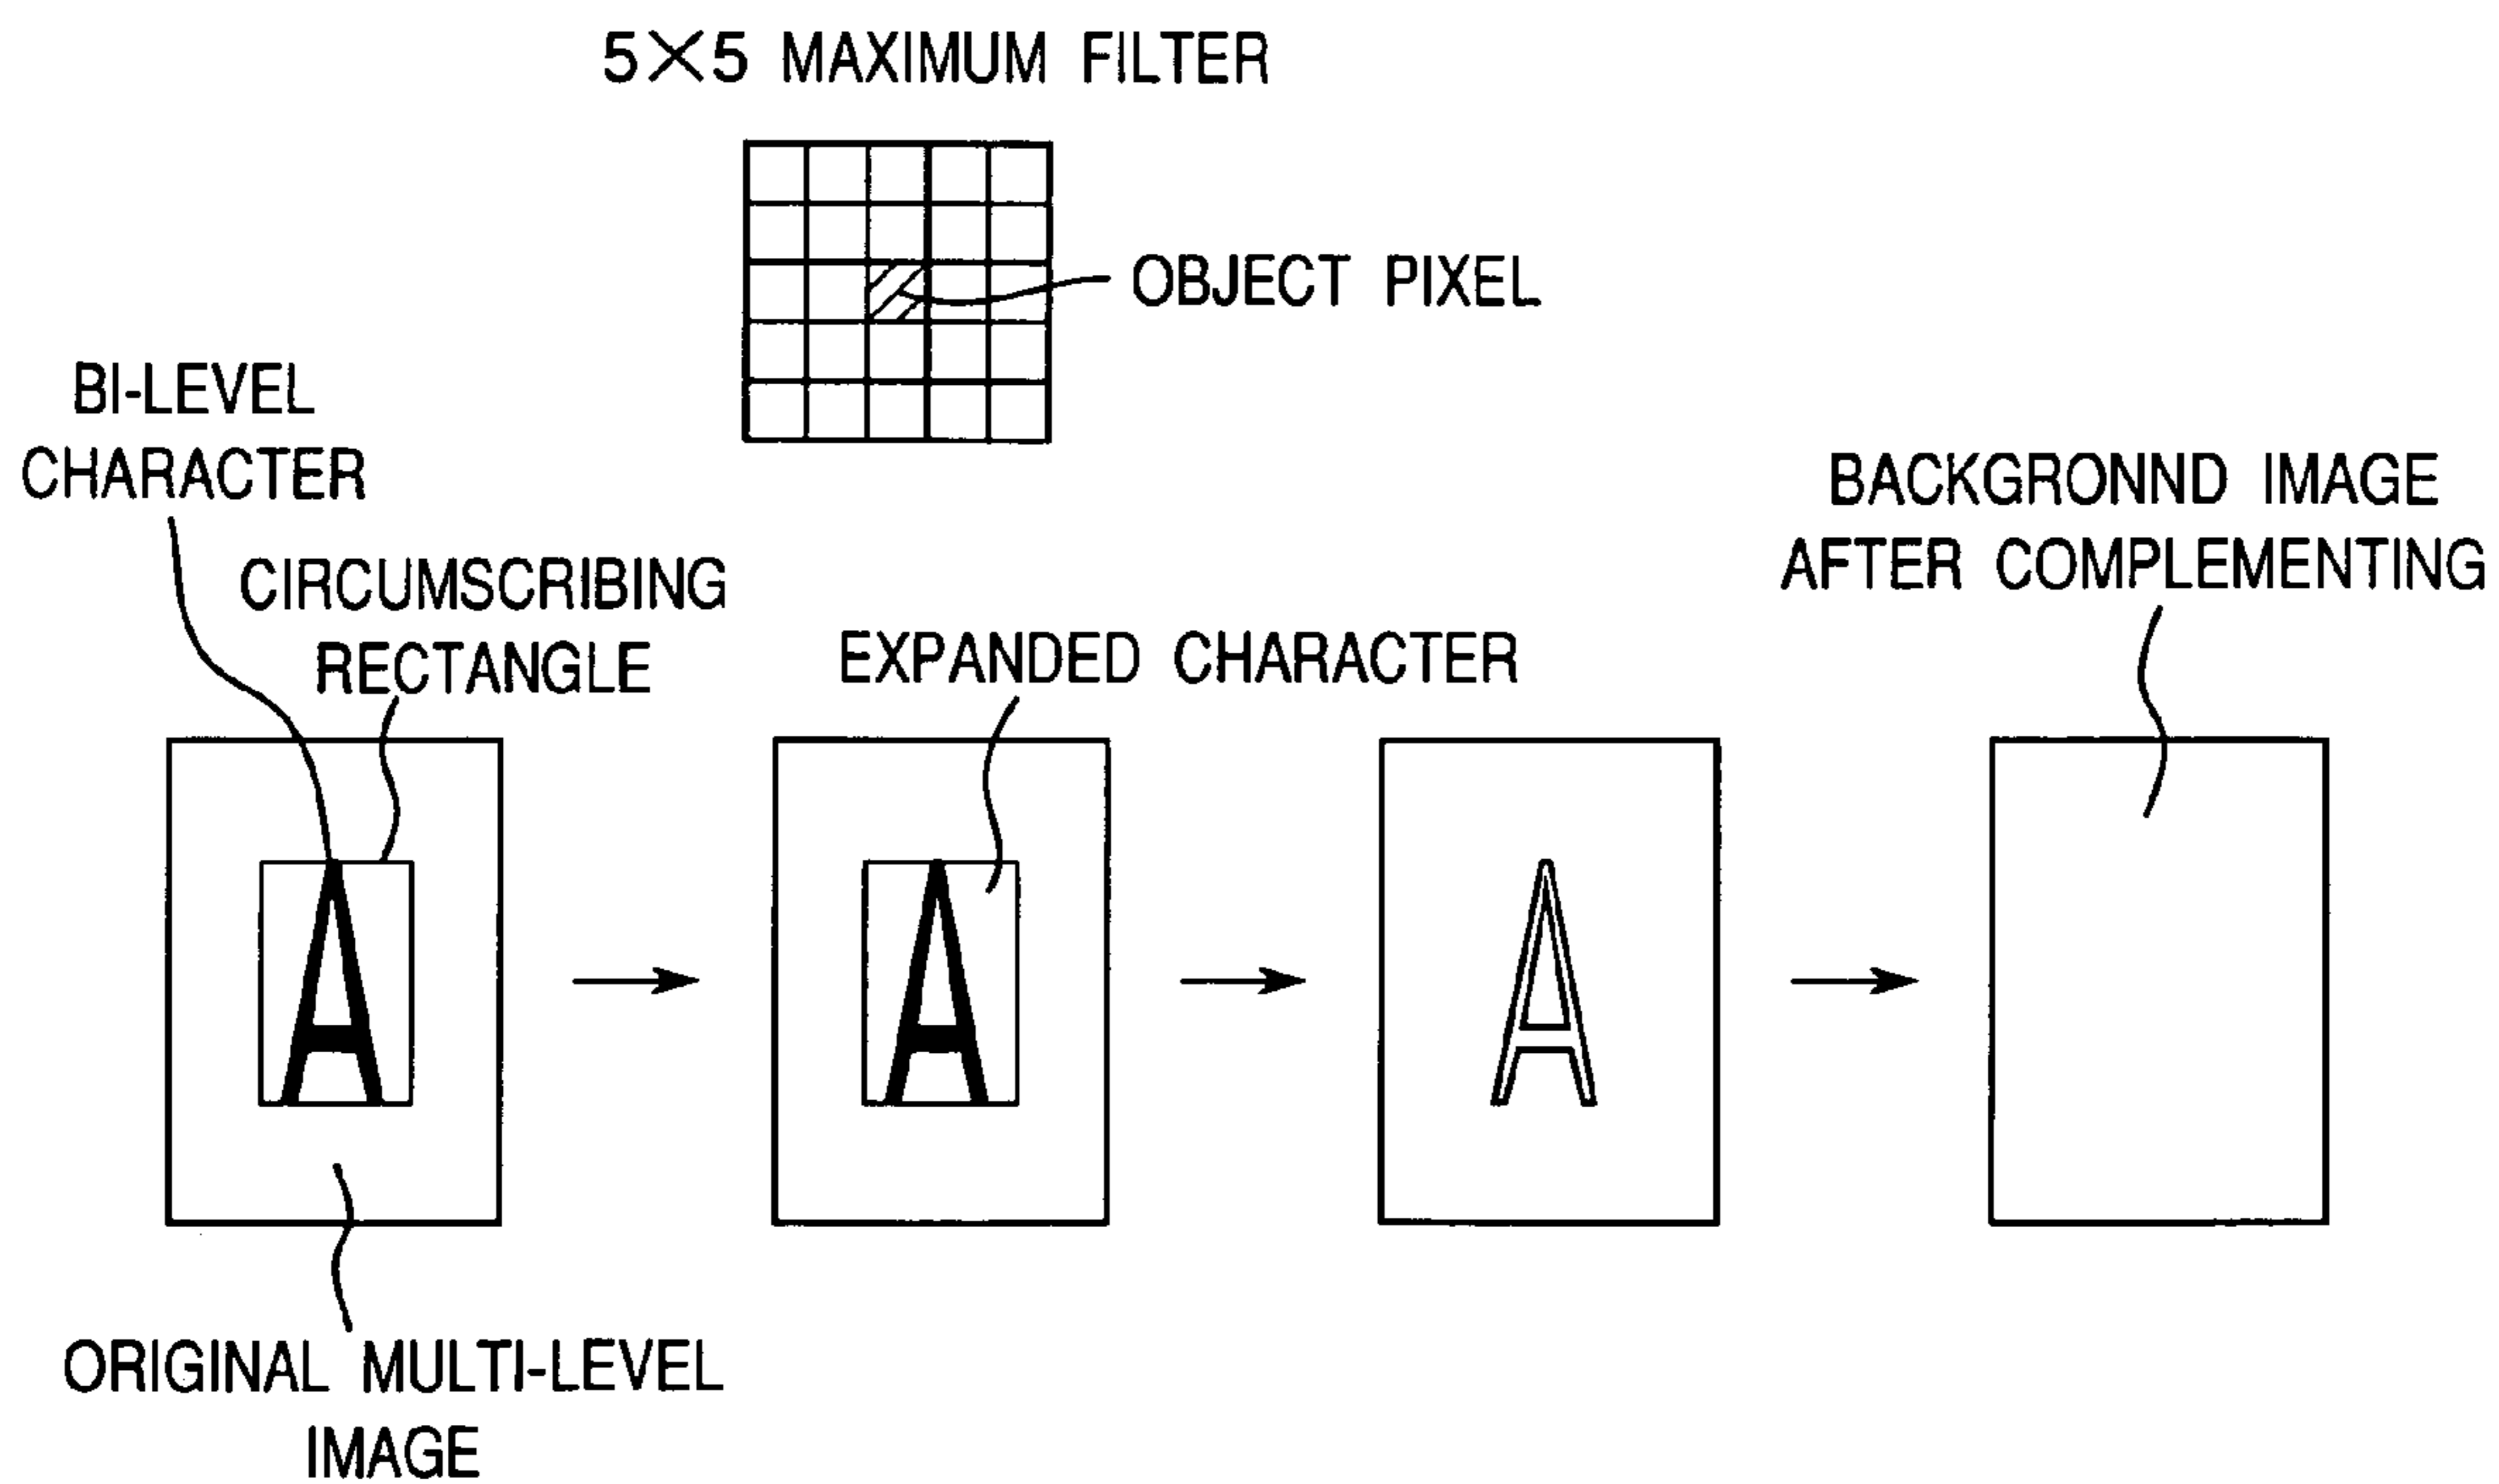 5×5 MAXIMUM FILTER
OBJECT PIXEL
BI-LEVEL
CHARACTER
CIRCUMSCRIBING
RECTANGLE
EXPANDED CHARACTER
BACKGRONND IMAGE
AFTER COMPLEMENTING
A
A
A
ORIGINAL MULTI-LEVEL
IMAGE